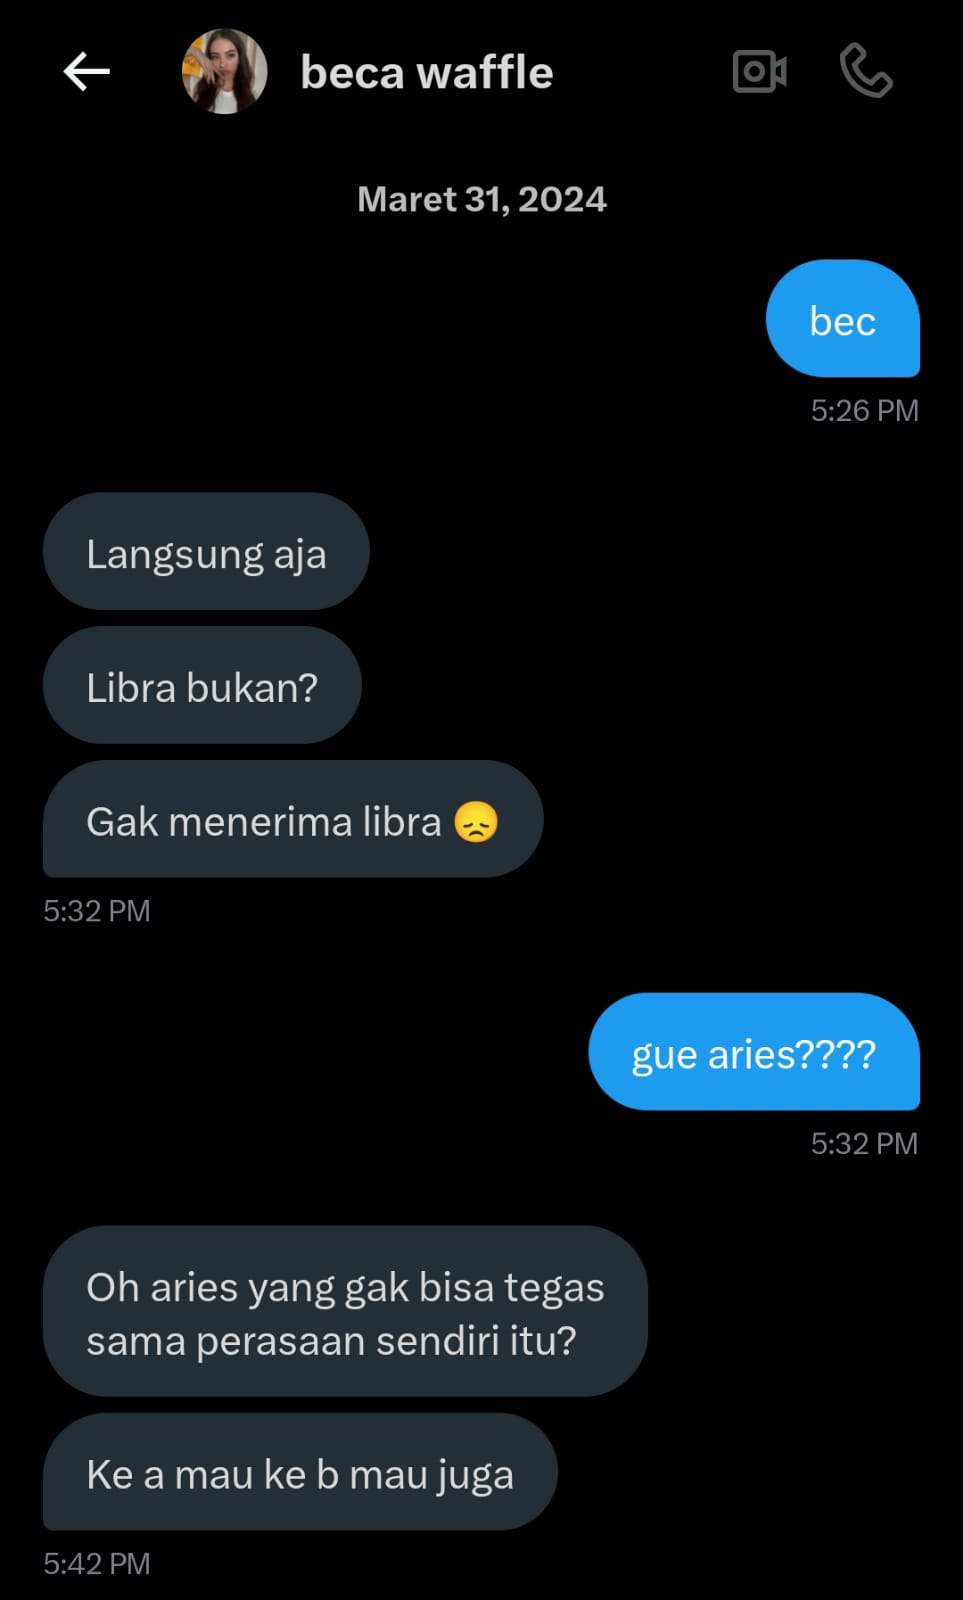 beca waffle
Maret 31, 2024
bec
5:26 PM
Langsung aja
Libra bukan?
Gak menerima libra 😞
5:32 PM
gue aries????
5:32 PM
Oh aries yang gak bisa tegas
sama perasaan sendiri itu?
Ke a mau ke b mau juga
5:42 PM